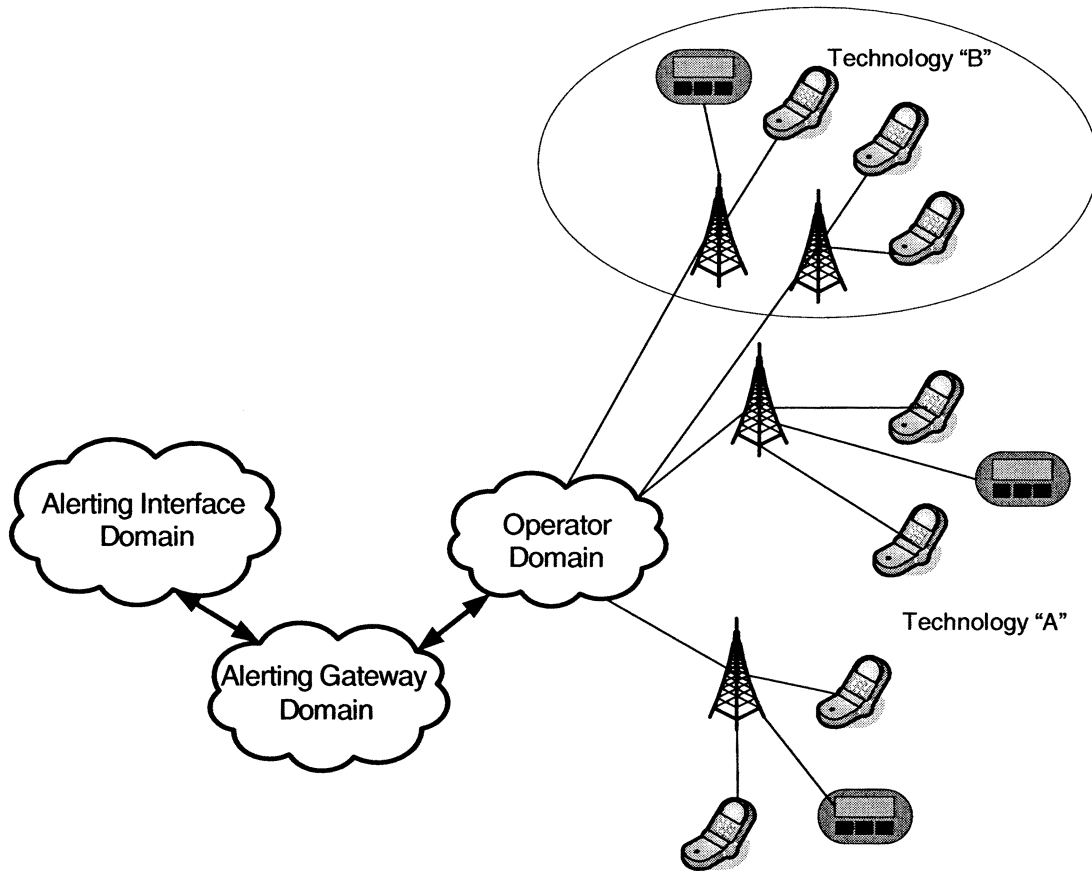 Technology “B”
Alerting Interface
Domain
Operator
Domain
Technology “A”
Alerting Gateway
Domain